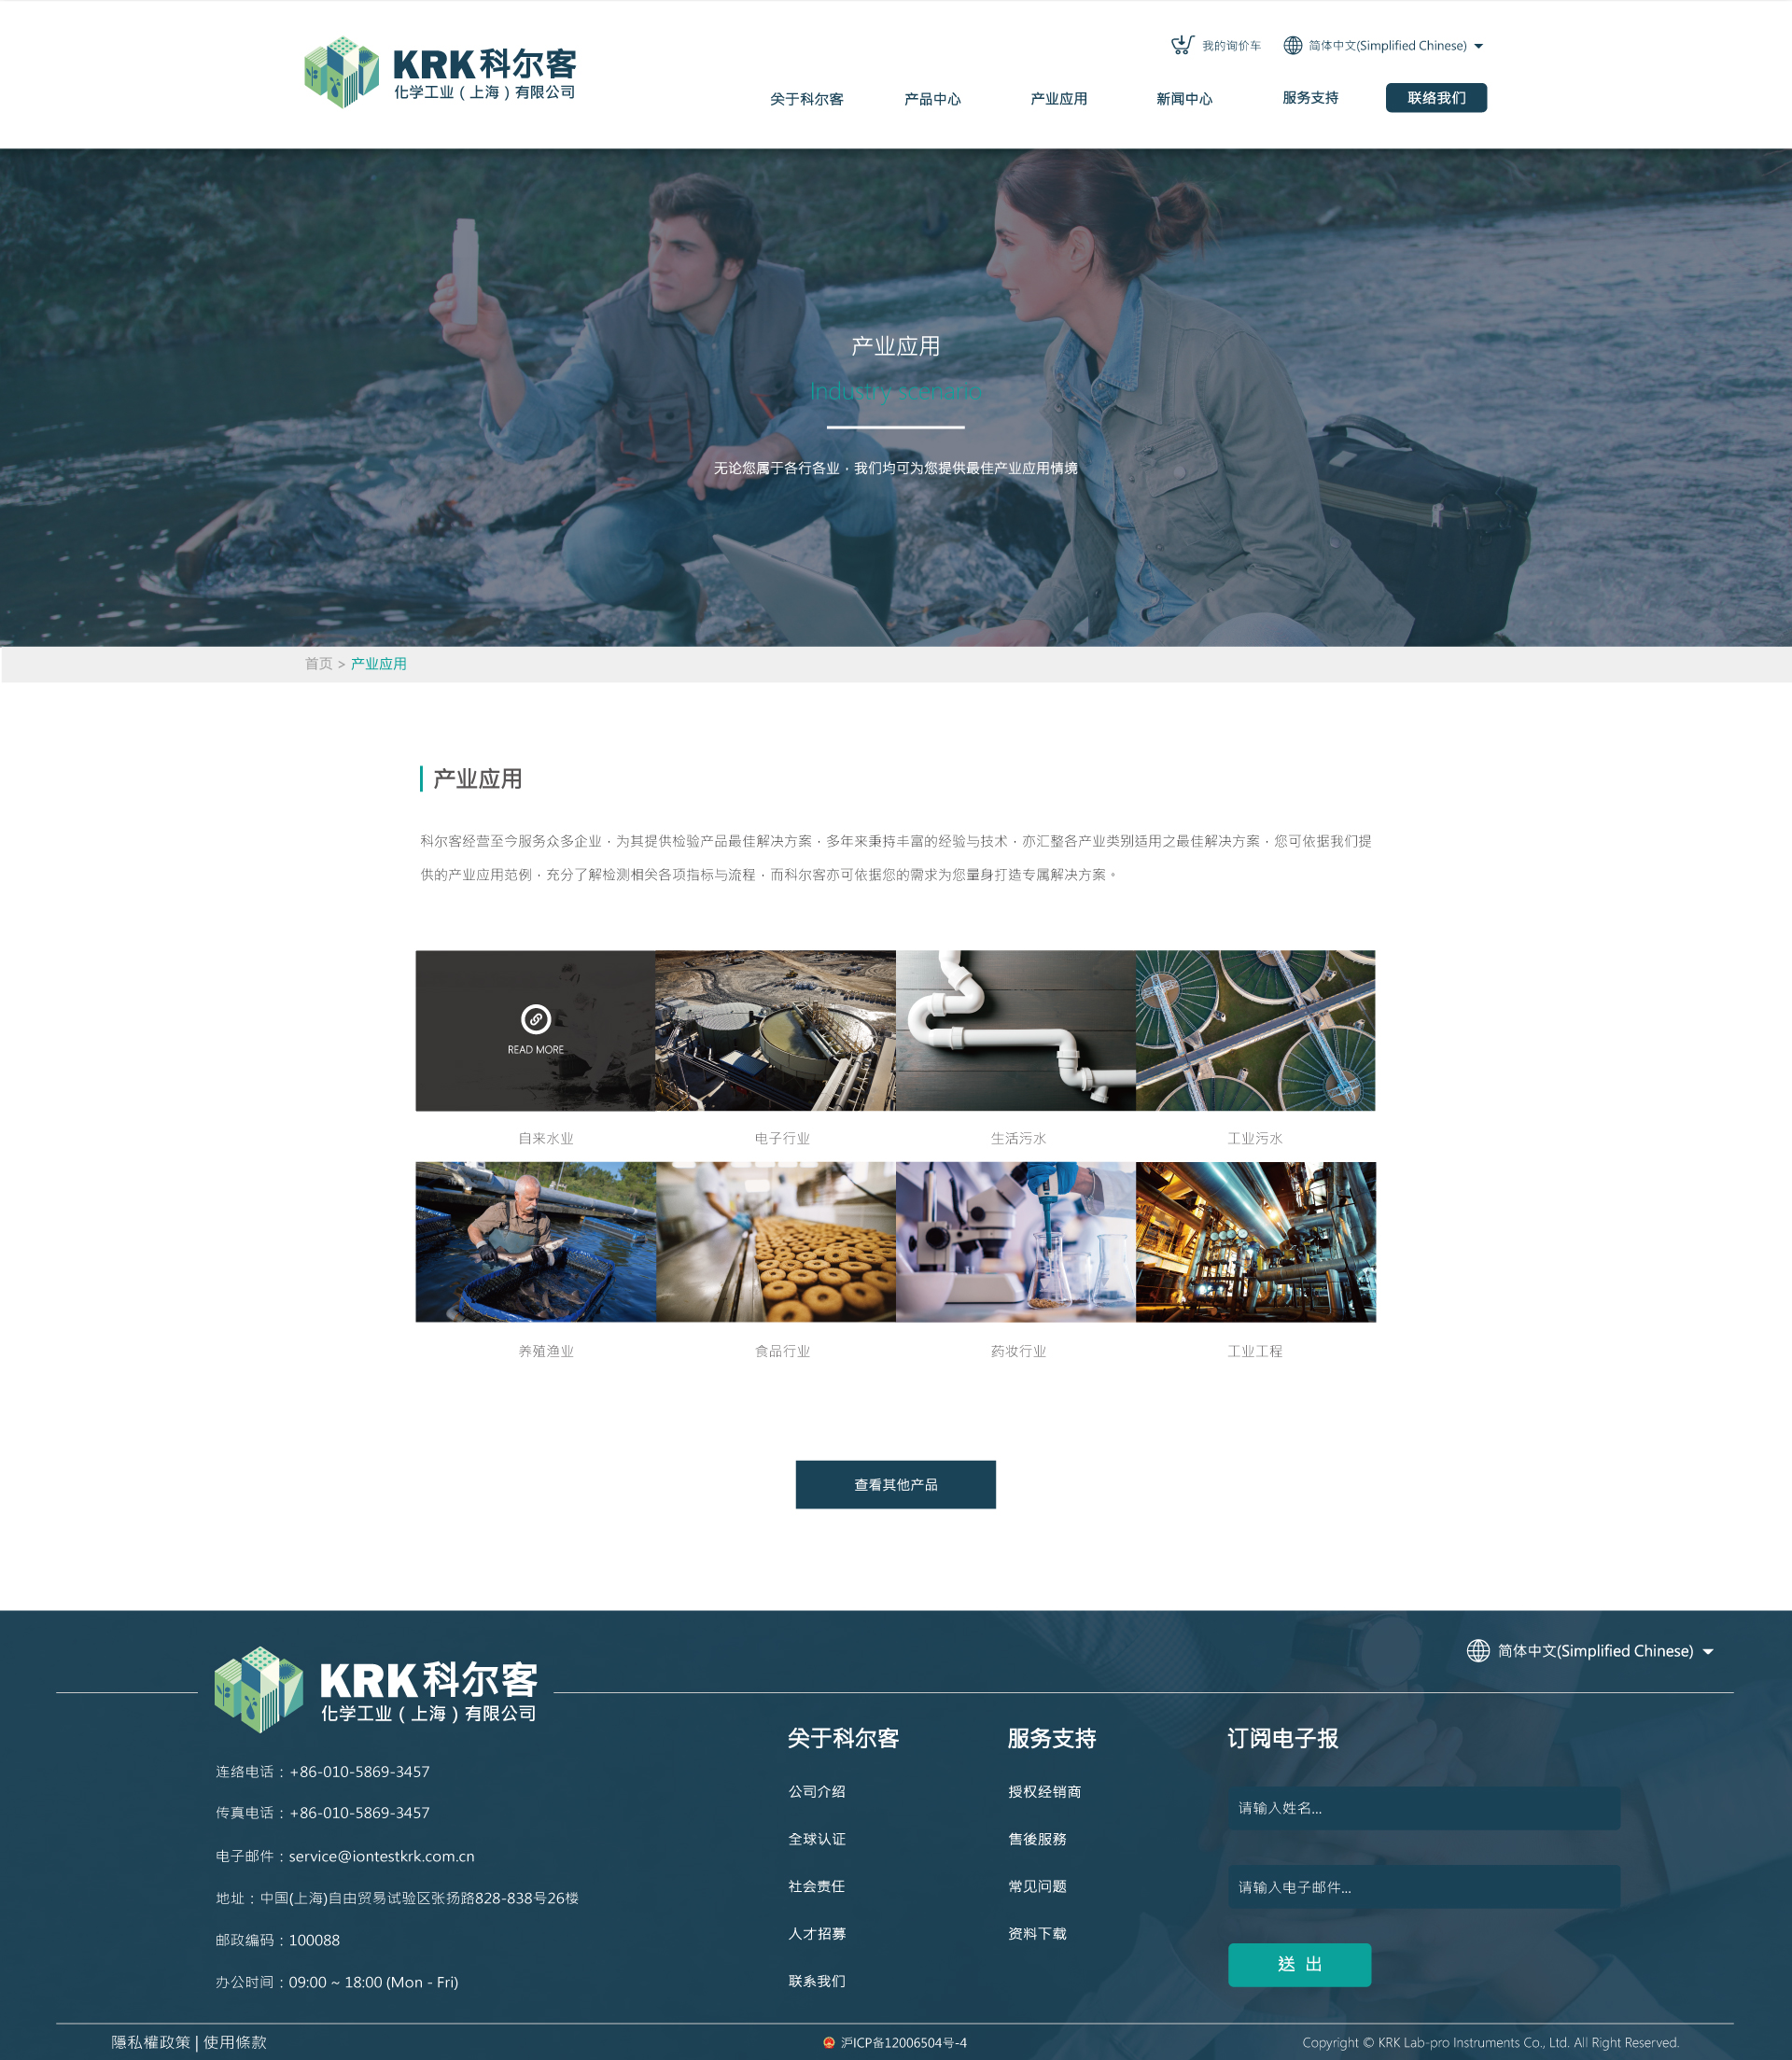 KRK科尔客
化学工业（上海）有限公司
我的询价车
简体中文(Simplified Chinese)
关于科尔客
产品中心
产业应用
新闻中心
服务支持
联络我们
产业应用
Industry scenario
无论您属于各行各业，我们均可为您提供最佳产业应用情境
首页 > 产业应用
产业应用
科尔客经营至今服务众多企业，为其提供检验产品最佳解决方案，多年来秉持丰富的经验与技术，亦汇整各产业类别适用之最佳解决方案，您可依据我们提
供的产业应用范例，充分了解检测相关各项指标与流程，而科尔客亦可依据您的需求为您量身打造专属解决方案。
READ MORE
自来水业
电子行业
生活污水
工业污水
养殖渔业
食品行业
药妆行业
工业工程
查看其他产品
简体中文(Simplified Chinese)
KRK科尔客
化学工业（上海）有限公司
连络电话：+86-010-5869-3457
传真电话：+86-010-5869-3457
电子邮件：service@iontestkrk.com.cn
地址：中国(上海)自由贸易试验区张扬路828-838号26楼
邮政编码：100088
办公时间：09:00 ~ 18:00 (Mon - Fri)
关于科尔客
公司介绍
全球认证
社会责任
人才招募
联系我们
服务支持
授权经销商
售後服務
常见问题
资料下载
订阅电子报
请输入姓名...
请输入电子邮件...
送 出
隱私權政策 | 使用條款
沪ICP备12006504号-4
Copyright © KRK Lab-pro Instruments Co., Ltd. All Right Reserved.